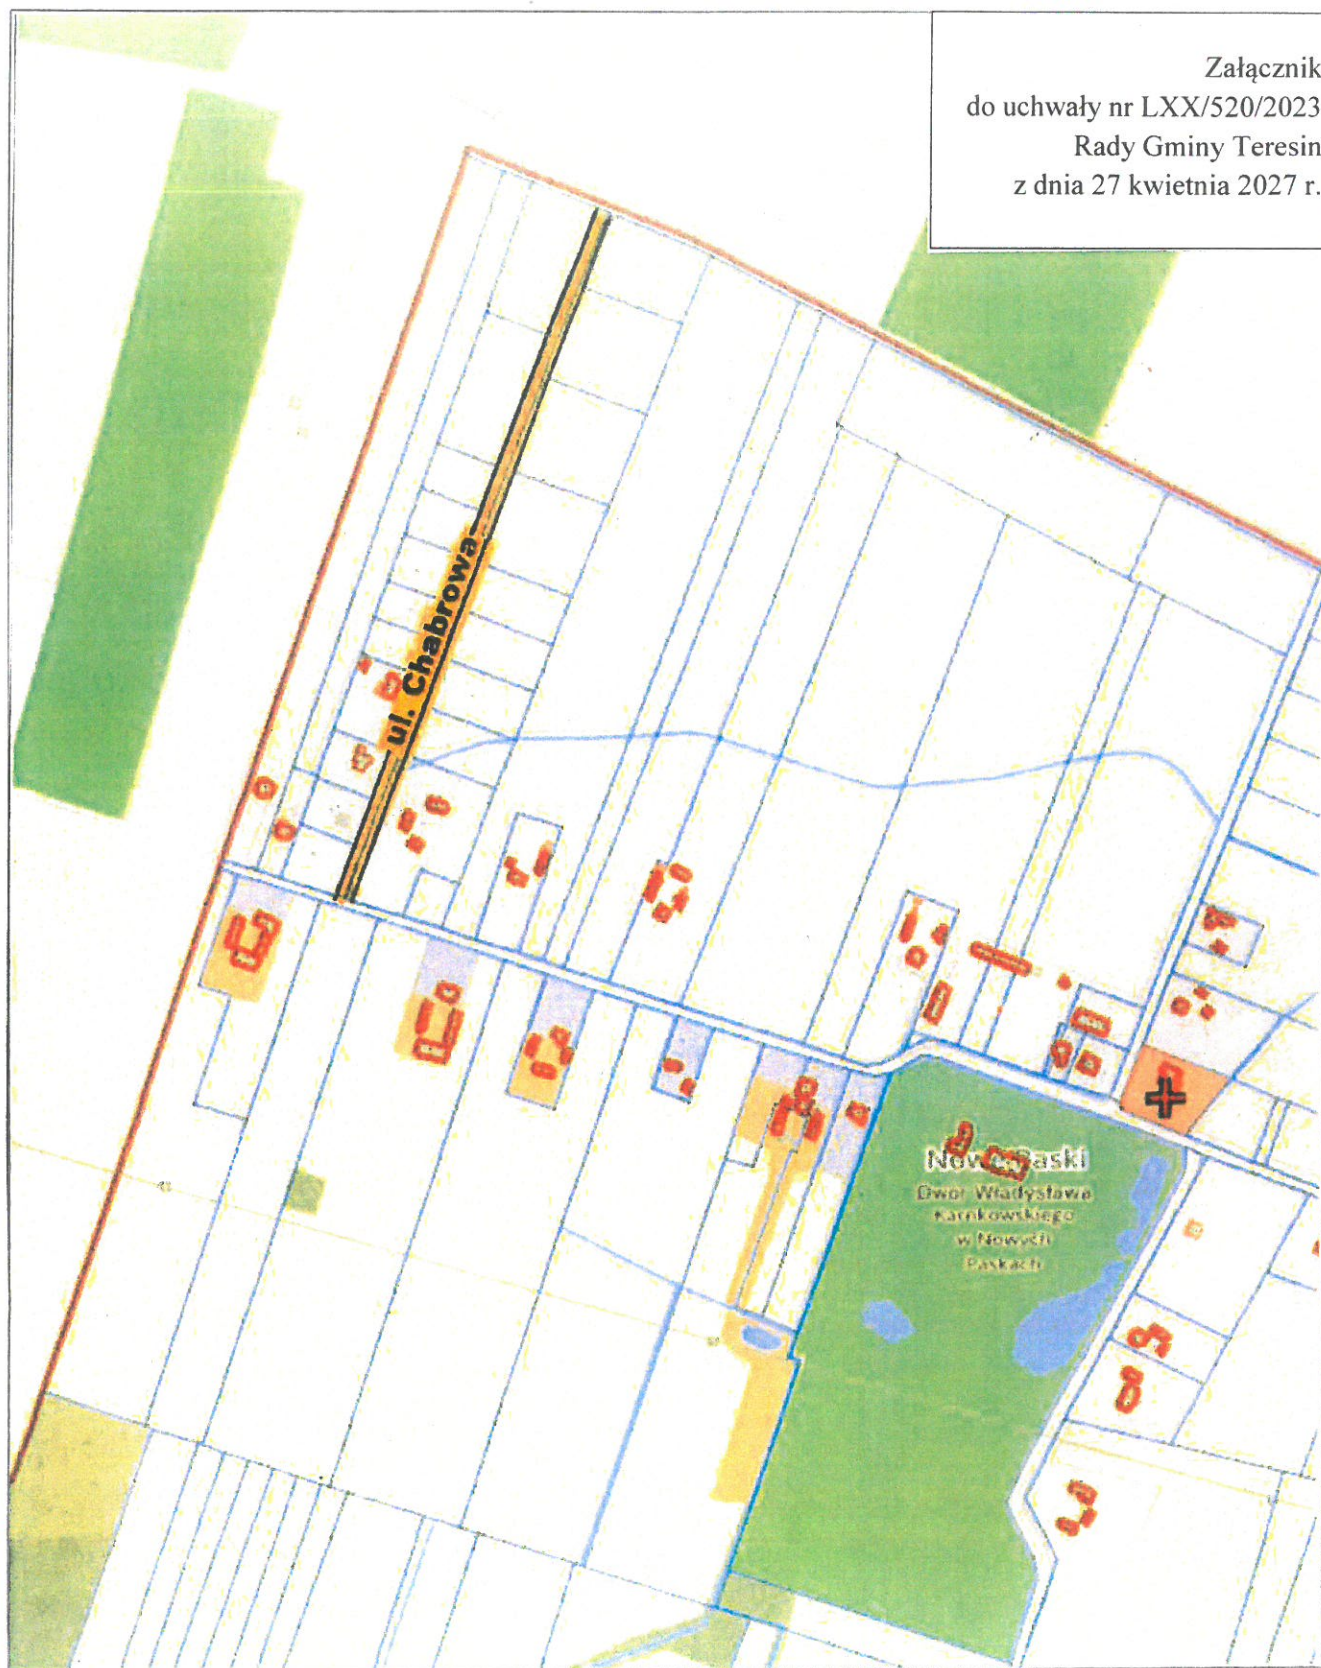 Załącznik
do uchwały nr LXX/520/2023
Rady Gminy Teresin
z dnia 27 kwietnia 2027 r.
ul. Chabrowa
Paski
Dwór Władysława
Karnkowskiego
w Nowych
Paskach